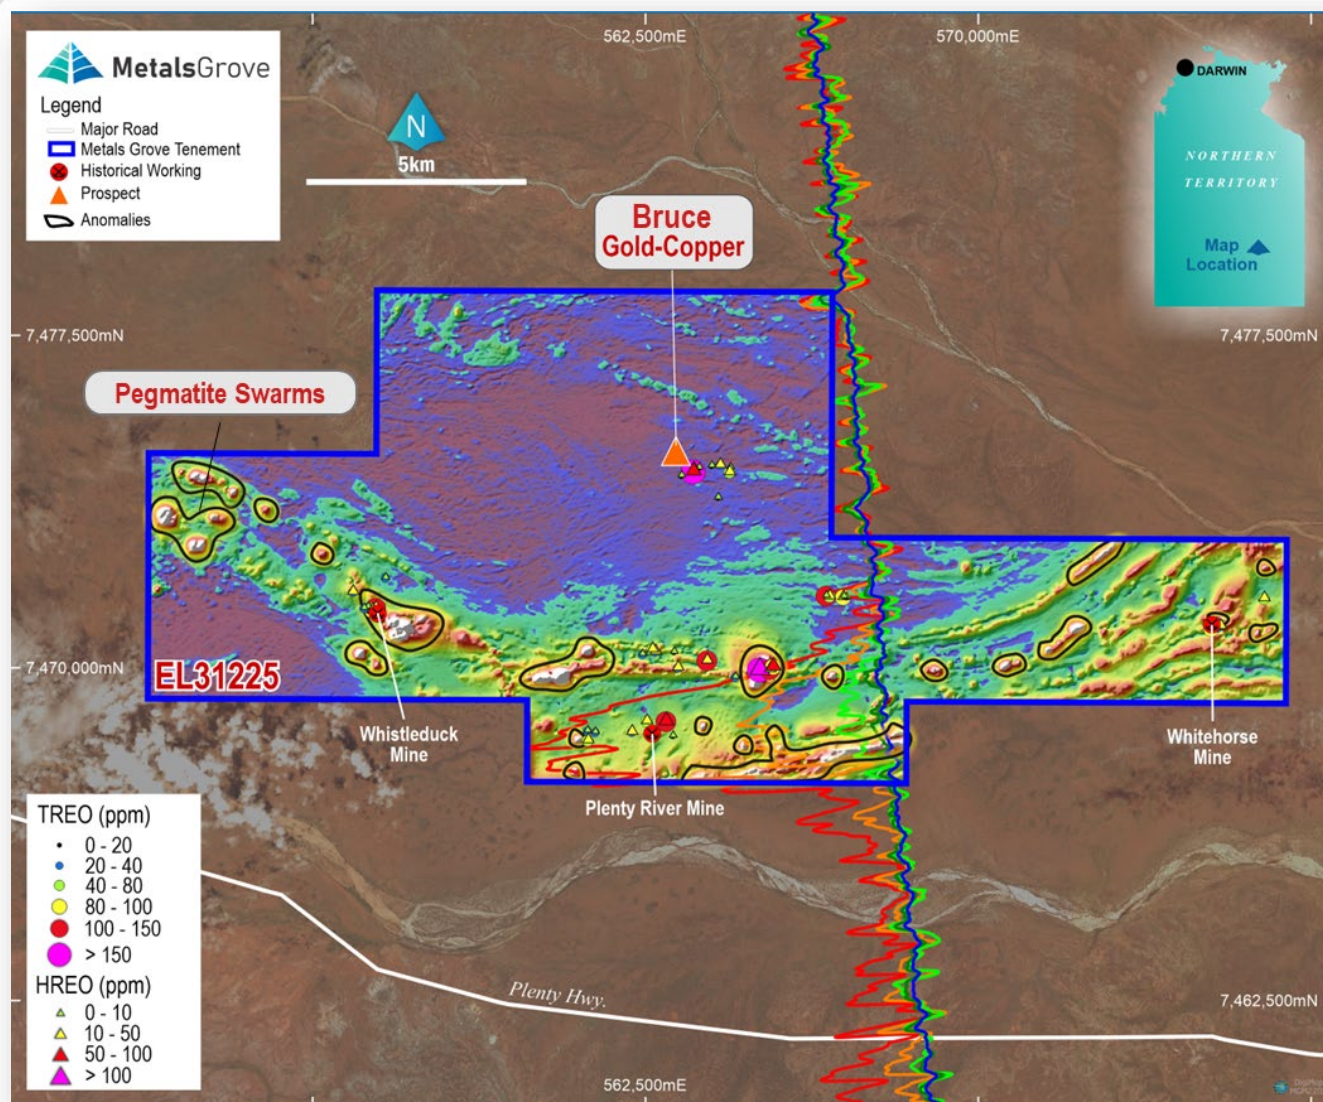 562,500mE
570,000mE
MetalsGrove
Legend
Major Road
Metals Grove Tenement
Historical Working
Prospect
Anomalies
N
5km
DARWIN
NORTHERN
TERRITORY
Map
Location
Bruce
Gold-Copper
7,477,500mN
7,477,500mN
Pegmatite Swarms
7,470,000mN
EL31225
Whistleduck
Mine
Whitehorse
Mine
Plenty River Mine
TREO (ppm)
0 - 20
20 - 40
40 - 80
80 - 100
100 - 150
> 150
HREO (ppm)
0 - 10
10 - 50
50 - 100
> 100
Plenty Hwy.
7,462,500mN
562,500mE